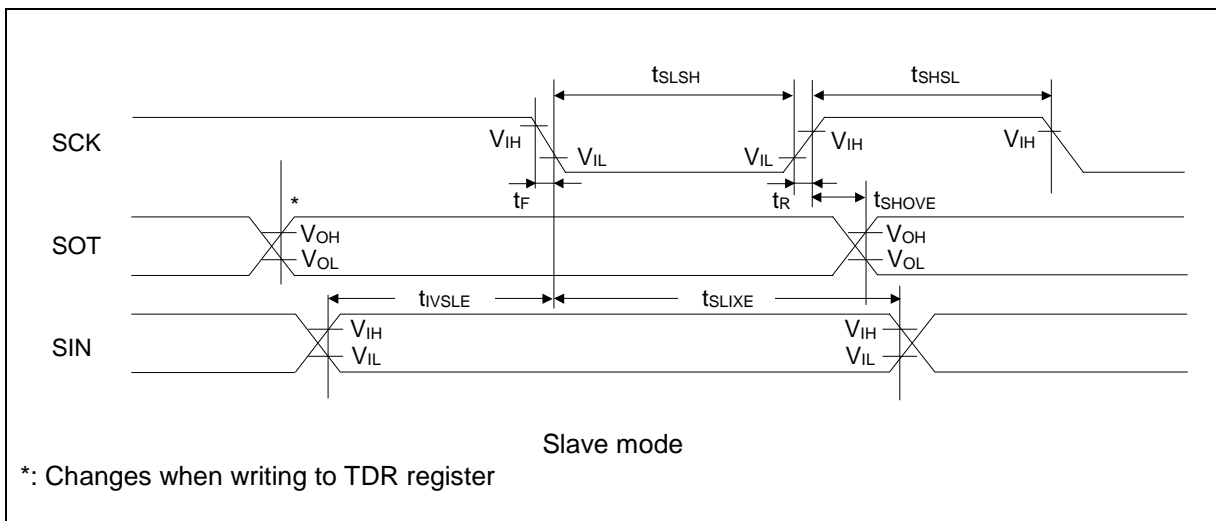 tSLSH
tSHSL
SCK
VIH
VIL
VIL
VIH
VIH
tF
tR
tSHOVE
*
SOT
VOH
VOL
VOH
VOL
tIVSLE
tSLIXE
SIN
VIH
VIL
VIH
VIL
Slave mode
*: Changes when writing to TDR register